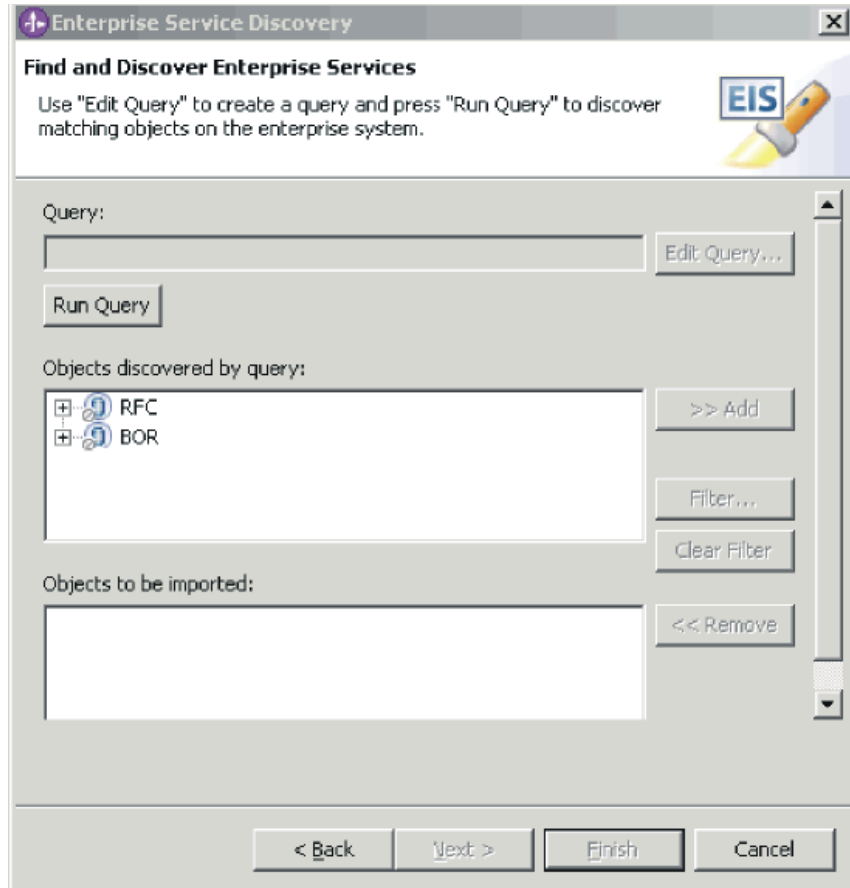 Enterprise Service Discovery
Find and Discover Enterprise Services
Use "Edit Query" to create a query and press "Run Query" to discover
matching objects on the enterprise system.
EIS
Query:
Edit Query...
Run Query
Objects discovered by query:
RFC
BOR
>> Add
Filter...
Clear Filter
Objects to be imported:
<< Remove
< Back
Next >
Finish
Cancel